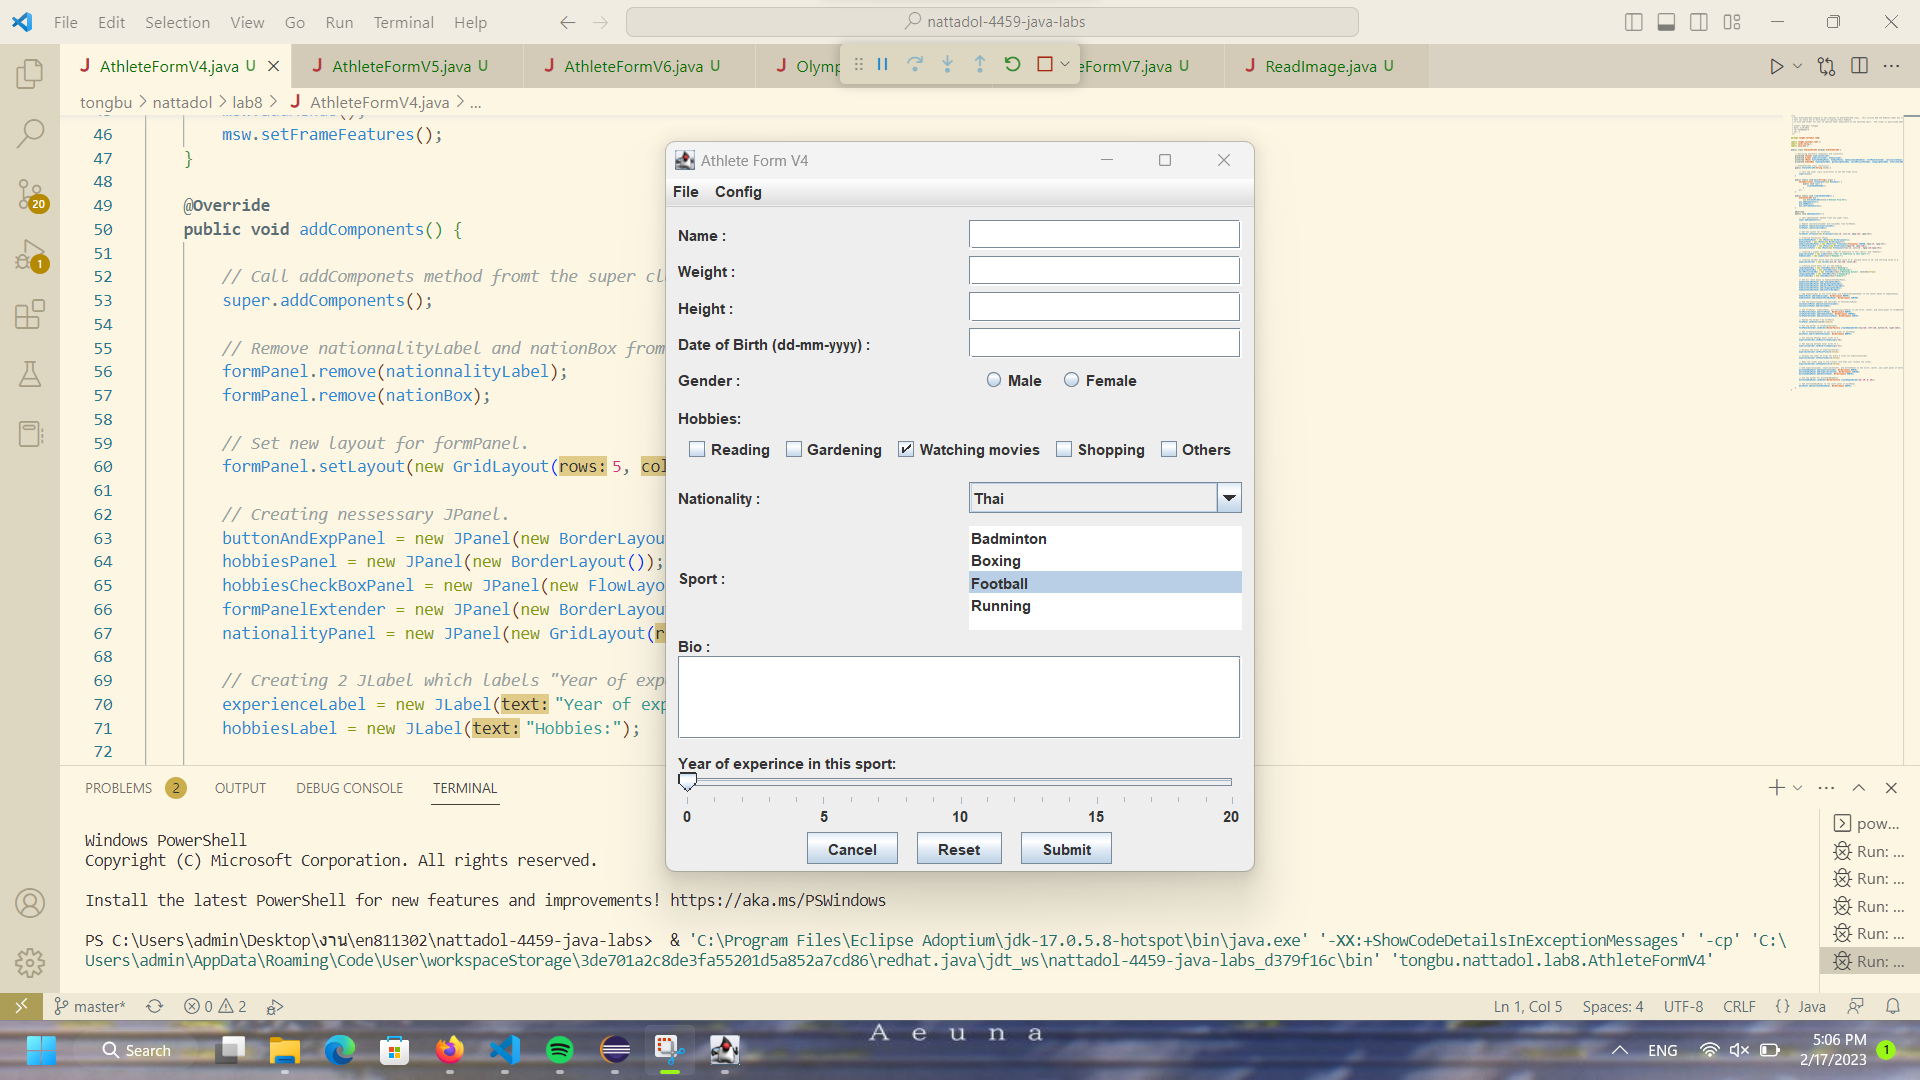 File Edit Selection View Go Run Terminal Help
nattadol-4459-java-labs
AthleteFormV4.java U
AthleteFormV5.java U
AthleteFormV6.java U
Olymp
eFormV7.java U
ReadImage.java U
tongbu > nattadol > lab8 > AthleteFormV4.java > ...
46 msw.setFrameFeatures();
47 }
48
49 @Override
50 public void addComponents() {
51
52 // Call addComponets method fromt the super cla
53 super.addComponents();
54
55 // Remove nationnalityLabel and nationBox from
56 formPanel.remove(nationnalityLabel);
57 formPanel.remove(nationBox);
58
59 // Set new layout for formPanel.
60 formPanel.setLayout(new GridLayout(rows: 5, col
61
62 // Creating nessessary JPanel.
63 buttonAndExpPanel = new JPanel(new BorderLayou
64 hobbiesPanel = new JPanel(new BorderLayout());
65 hobbiesCheckBoxPanel = new JPanel(new FlowLayo
66 formPanelExtender = new JPanel(new BorderLayou
67 nationalityPanel = new JPanel(new GridLayout(r
68
69 // Creating 2 JLabel which labels "Year of exp
70 experienceLabel = new JLabel(text: "Year of exp
71 hobbiesLabel = new JLabel(text: "Hobbies:");
72
20
1
Athlete Form V4
File Config
Name :
Weight :
Height :
Date of Birth (dd-mm-yyyy) :
Gender : Male Female
Hobbies:
Reading Gardening Watching movies Shopping Others
Nationality : Thai
Sport :
Badminton
Boxing
Football
Running
Bio :
Year of experince in this sport:
0 5 10 15 20
Cancel Reset Submit
PROBLEMS 2 OUTPUT DEBUG CONSOLE TERMINAL
Windows PowerShell
Copyright (C) Microsoft Corporation. All rights reserved.
Install the latest PowerShell for new features and improvements! https://aka.ms/PSWindows
PS C:\Users\admin\Desktop\งาน\en811302\nattadol-4459-java-labs> & 'C:\Program Files\Eclipse Adoptium\jdk-17.0.5.8-hotspot\bin\java.exe' '-XX:+ShowCodeDetailsInExceptionMessages' '-cp' 'C:\
Users\admin\AppData\Roaming\Code\User\workspaceStorage\3de701a2c8de3fa55201d5a852a7cd86\redhat.java\jdt_ws\nattadol-4459-java-labs_d379f16c\bin' 'tongbu.nattadol.lab8.AthleteFormV4'
pow...
Run: ...
Run: ...
Run: ...
Run: ...
Run: ...
master* 0 2
Ln 1, Col 5 Spaces: 4 UTF-8 CRLF {} Java
Aeuna
Search
ENG
5:06 PM
2/17/2023
1